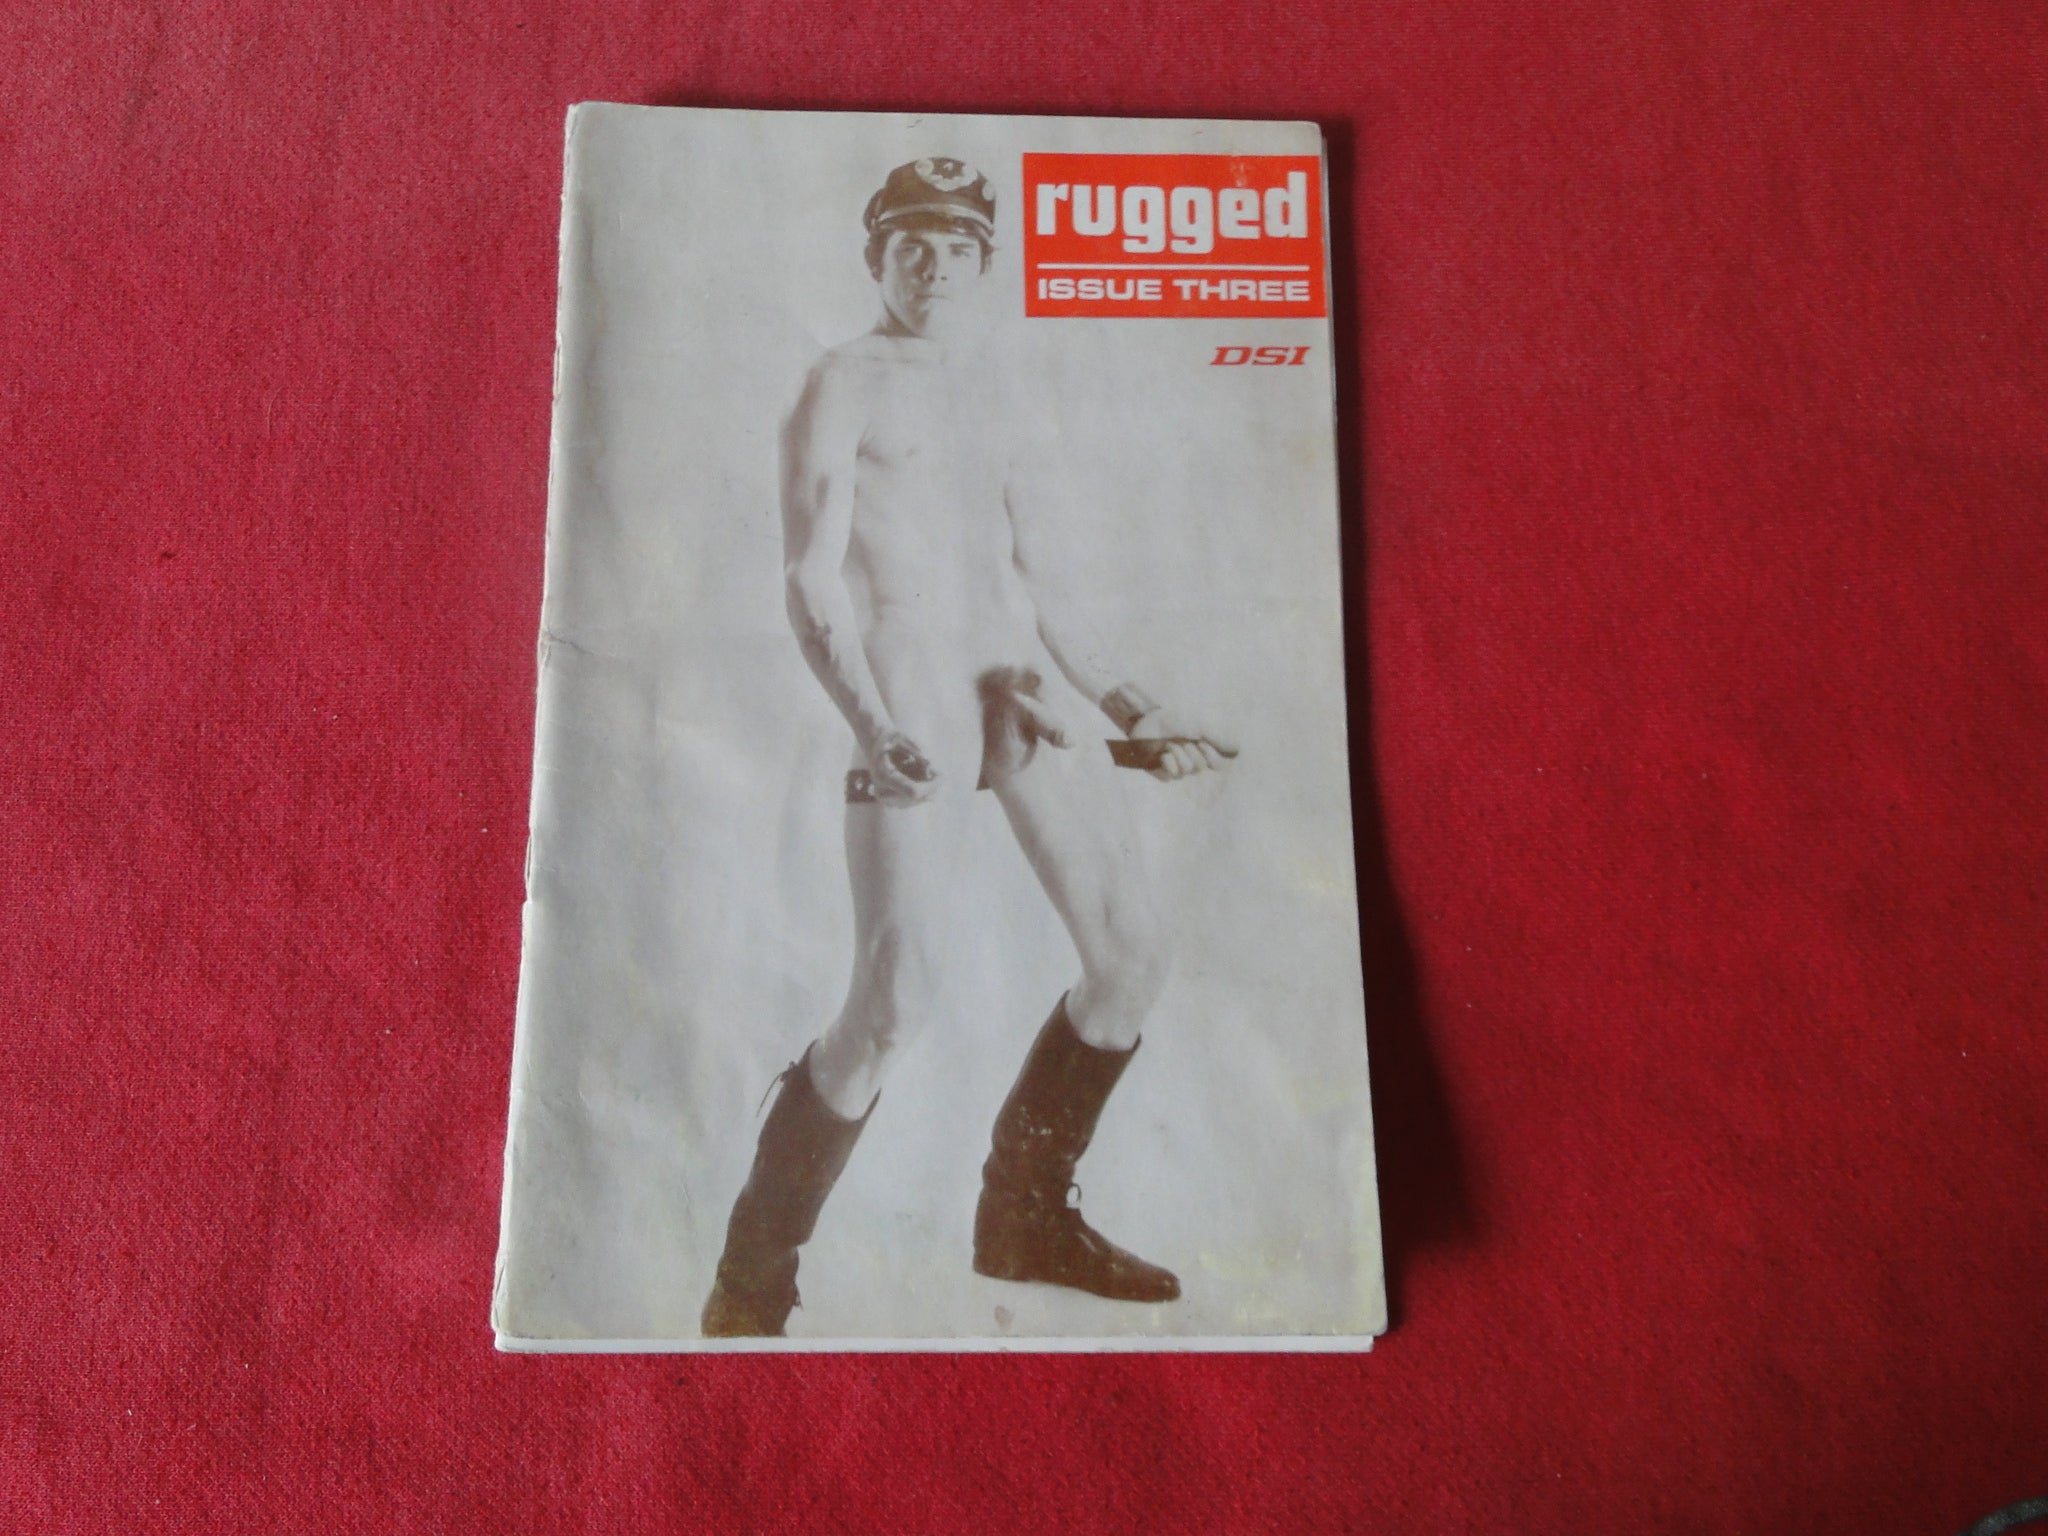 rugged
ISSUE THREE
DSI